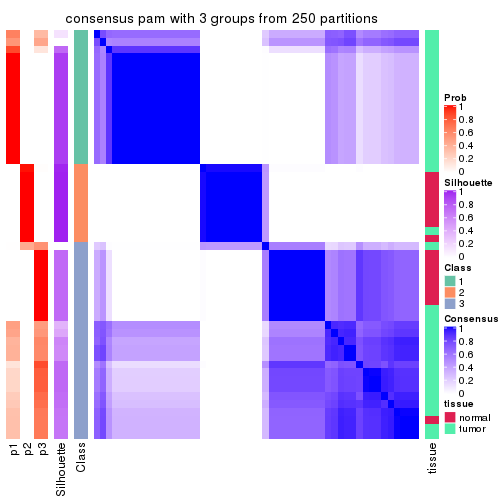 consensus pam with 3 groups from 250 partitions
Prob
1
0.8
0.6
0.4
0.2
0
Silhouette
1
0.8
0.6
0.4
0.2
0
Class
1
2
3
Consensus
1
0.8
0.6
0.4
0.2
0
tissue
normal
tumor
p1
p2
p3
Silhouette
Class
tissue